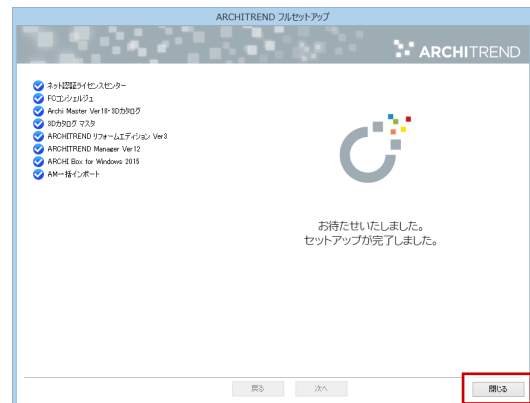 ARCHITREND フルセットアップ
ARCHITREND
ネット認証ライセンスセンター
FCコンシェルジュ
Archi Master Ver18・3Dカタログ
3Dカタログ マスタ
ARCHITREND リフォームエディション Ver3
ARCHITREND Manager Ver12
ARCHI Box for Windows 2015
AM一括インポート
お待たせいたしました。
セットアップが完了しました。
戻る
次へ
閉じる